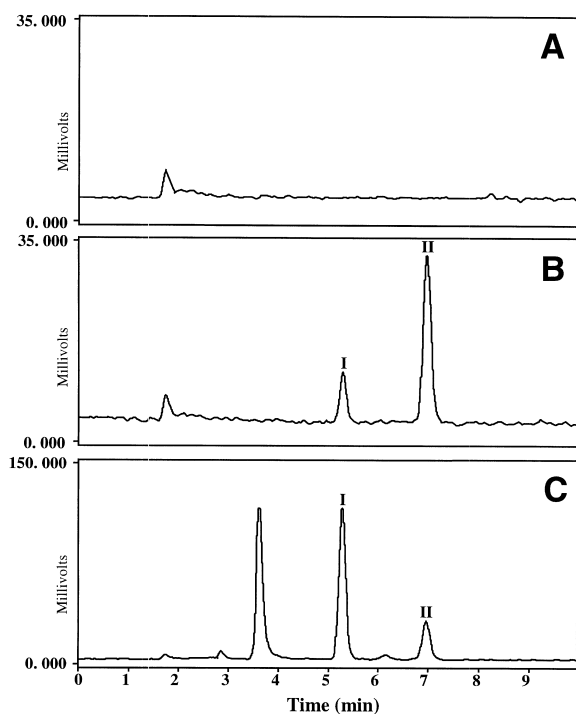 35. 000
A
Millivolts
0. 000
35. 000
II
B
I
Millivolts
0. 000
150. 000
C
I
II
Millivolts
0. 000
0 1 2 3 4 5 6 7 8 9
Time (min)